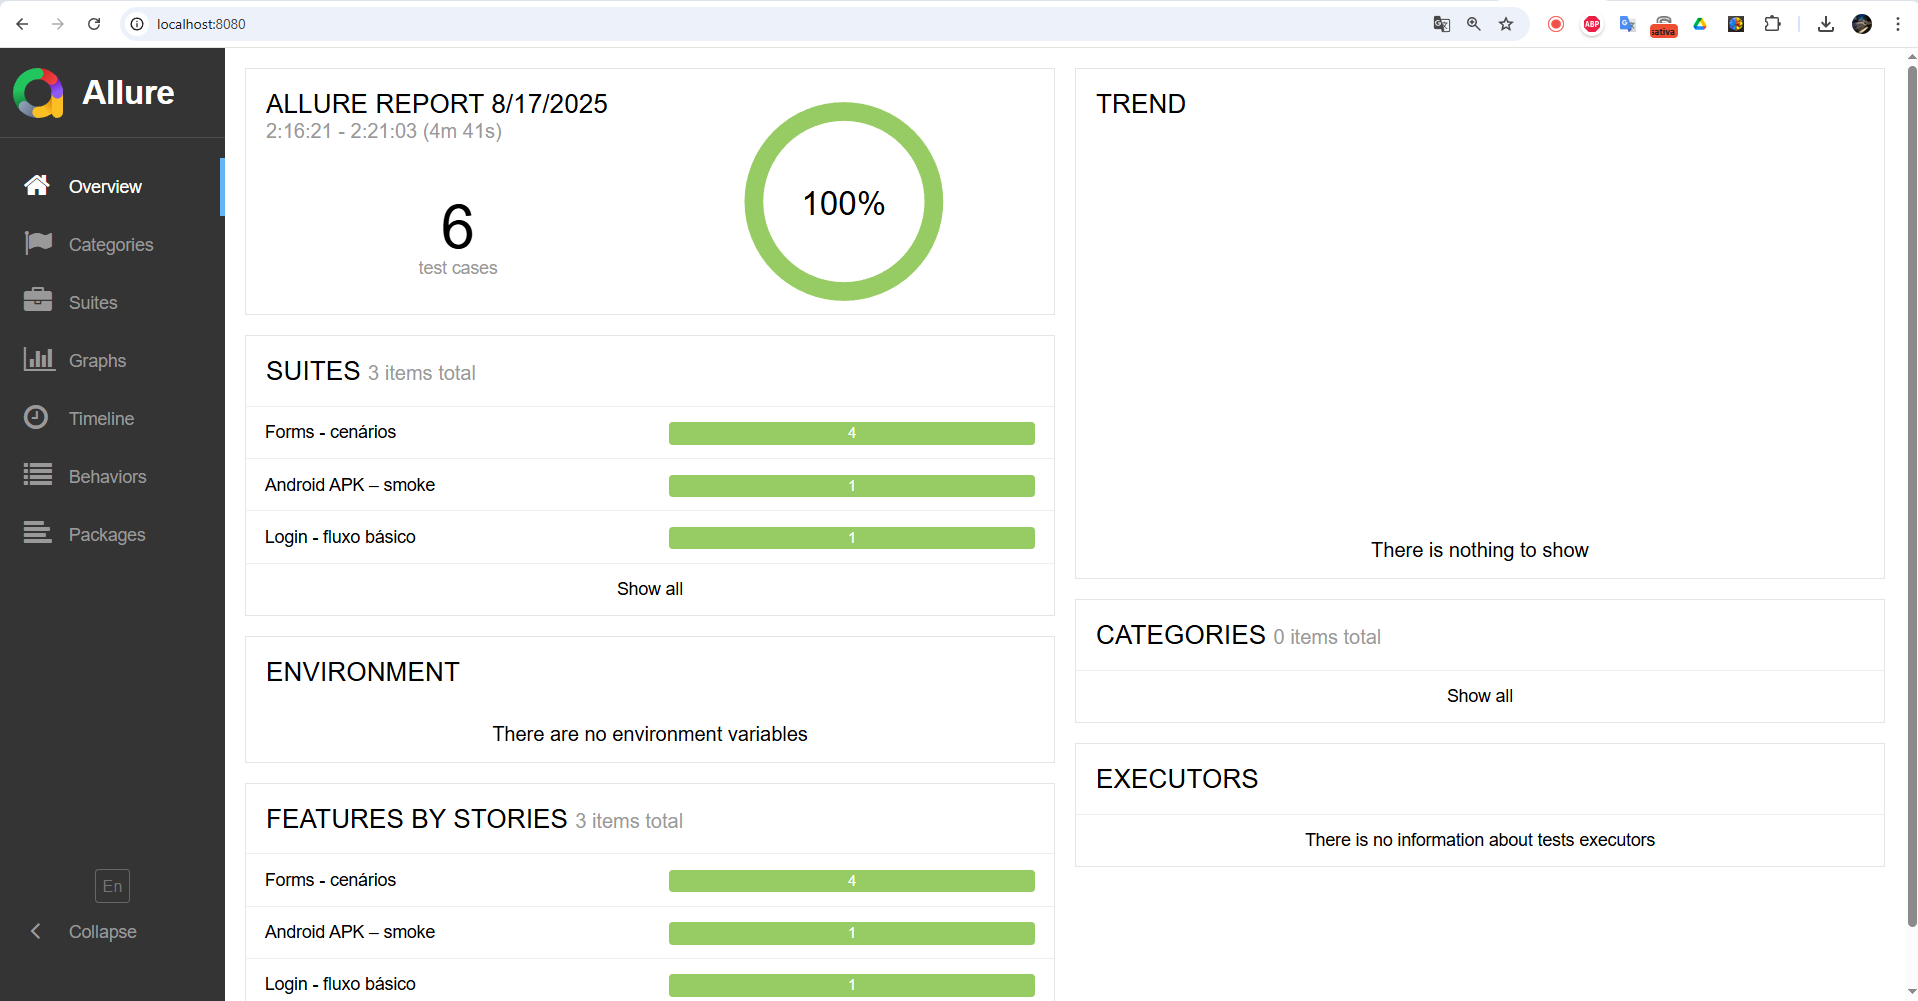 localhost:8080
ABP
sativa
Allure
Overview
Categories
Suites
Graphs
Timeline
Behaviors
Packages
En
Collapse
ALLURE REPORT 8/17/2025
2:16:21 - 2:21:03 (4m 41s)
6
test cases
100%
SUITES 3 items total
Forms - cenários 4
Android APK – smoke 1
Login - fluxo básico 1
Show all
ENVIRONMENT
There are no environment variables
FEATURES BY STORIES 3 items total
Forms - cenários 4
Android APK – smoke 1
Login - fluxo básico 1
TREND
There is nothing to show
CATEGORIES 0 items total
Show all
EXECUTORS
There is no information about tests executors